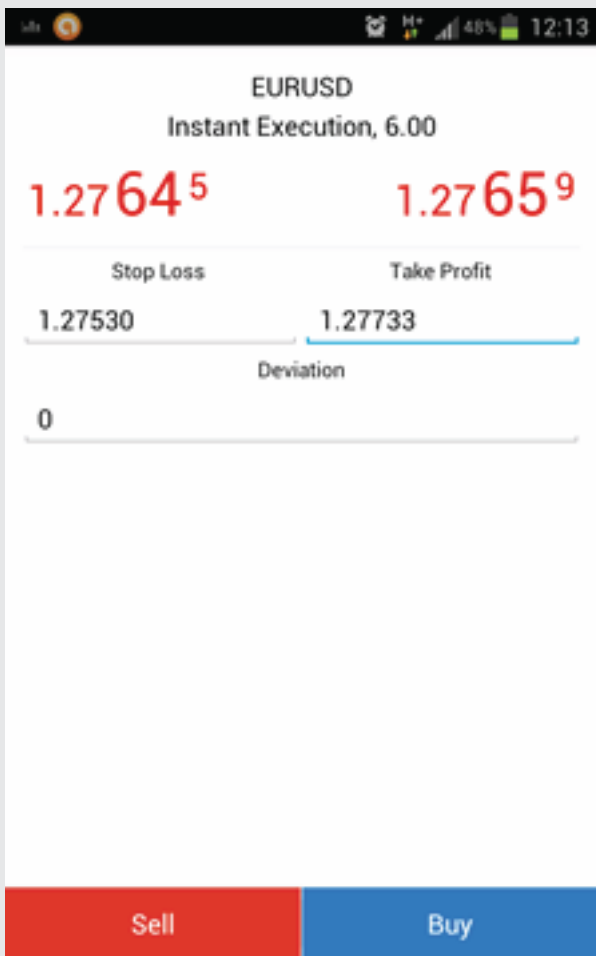 H+ 48% 12:13
EURUSD
Instant Execution, 6.00
1.27645 1.27659
Stop Loss Take Profit
1.27530 1.27733
Deviation
0
Sell Buy